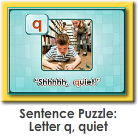 q
"Shhhhh, quiet!"
Sentence Puzzle:
Letter q, quiet